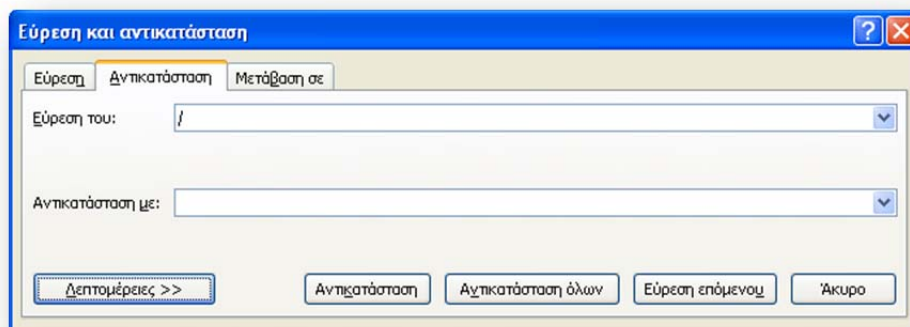 Εύρεση και αντικατάσταση
Εύρεση Αντικατάσταση Μετάβαση σε
Εύρεση του: /
Αντικατάσταση με:
Λεπτομέρειες >> Αντικατάσταση Αντικατάσταση όλων Εύρεση επόμενου Άκυρο